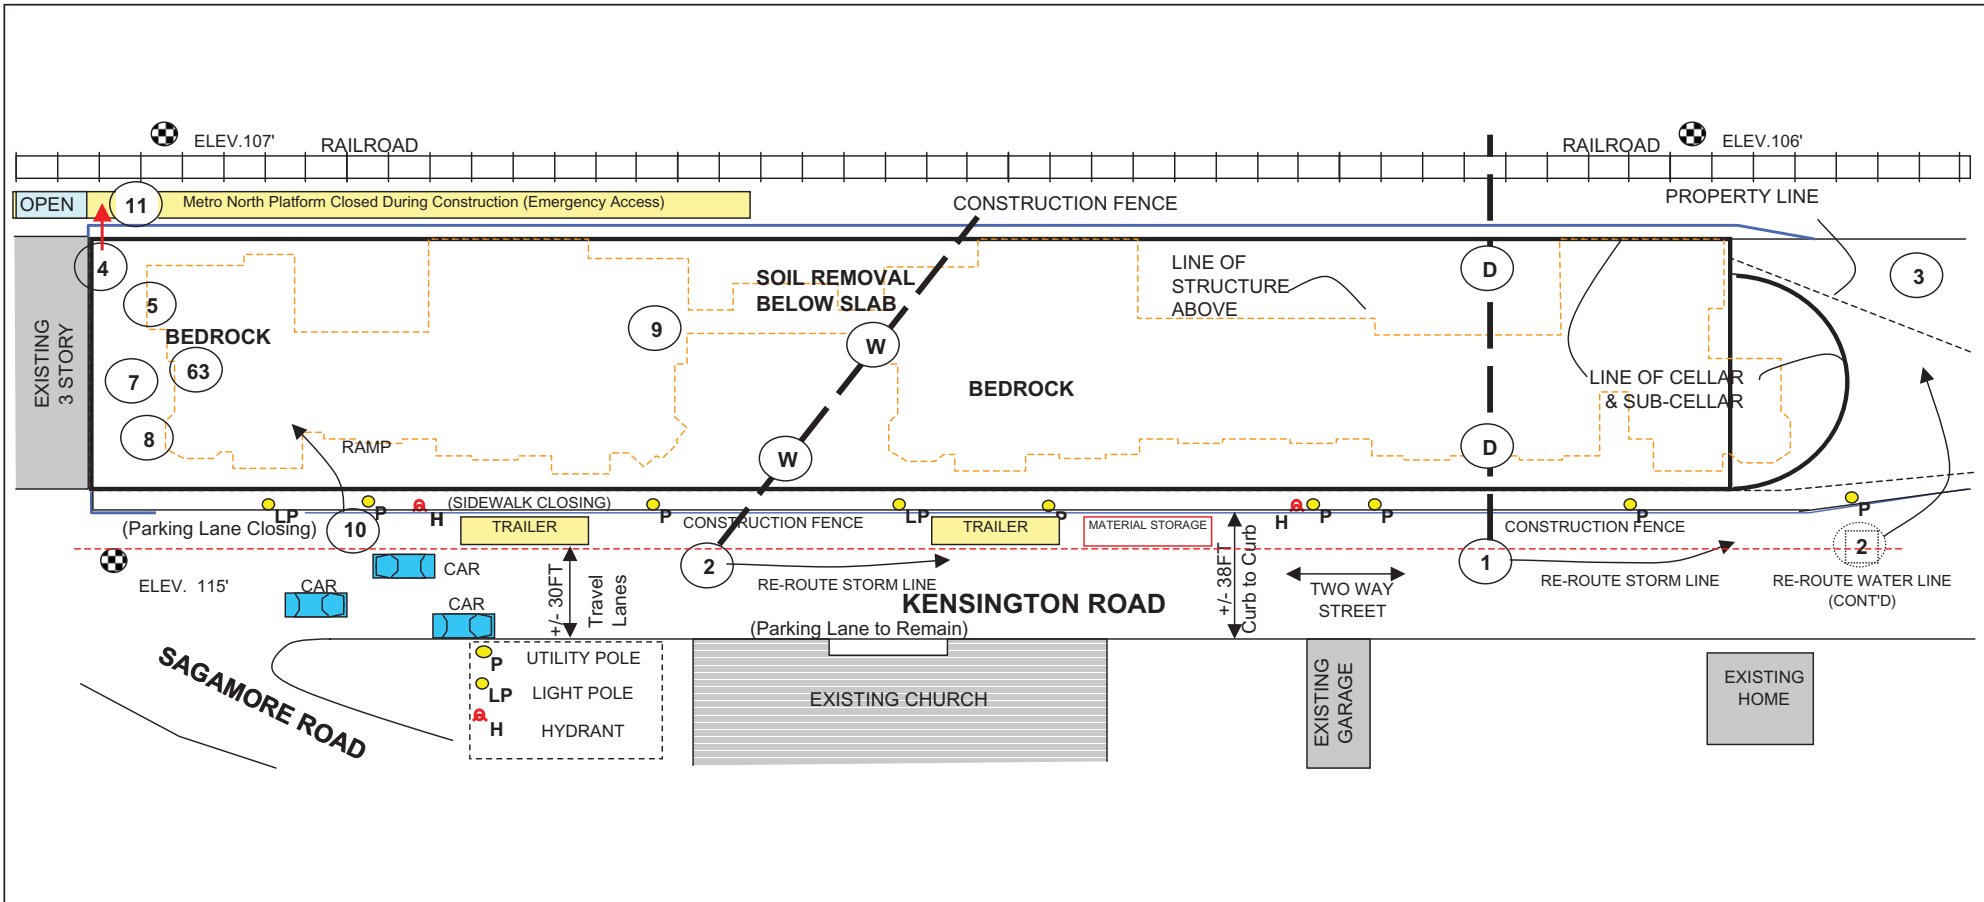 ELEV.107'
RAILROAD
RAILROAD
ELEV.106'
OPEN
11
Metro North Platform Closed During Construction (Emergency Access)
CONSTRUCTION FENCE
PROPERTY LINE
4
5
BEDROCK
63
7
8
9
EXISTING
3 STORY
SOIL REMOVAL
BELOW SLAB
W
W
BEDROCK
LINE OF
STRUCTURE
ABOVE
D
D
3
LINE OF CELLAR
& SUB-CELLAR
RAMP
(SIDEWALK CLOSING)
LP
P
H
P
LP
P
H
P
P
P
P
(Parking Lane Closing)
10
TRAILER
CONSTRUCTION FENCE
TRAILER
MATERIAL STORAGE
CONSTRUCTION FENCE
ELEV. 115'
CAR
CAR
CAR
+/- 30FT
Travel
Lanes
2
RE-ROUTE STORM LINE
KENSINGTON ROAD
(Parking Lane to Remain)
+/- 38FT
Curb to Curb
TWO WAY
STREET
1
RE-ROUTE STORM LINE
2
RE-ROUTE WATER LINE
(CONT'D)
SAGAMORE ROAD
P
UTILITY POLE
LP
LIGHT POLE
H
HYDRANT
EXISTING CHURCH
EXISTING
GARAGE
EXISTING
HOME